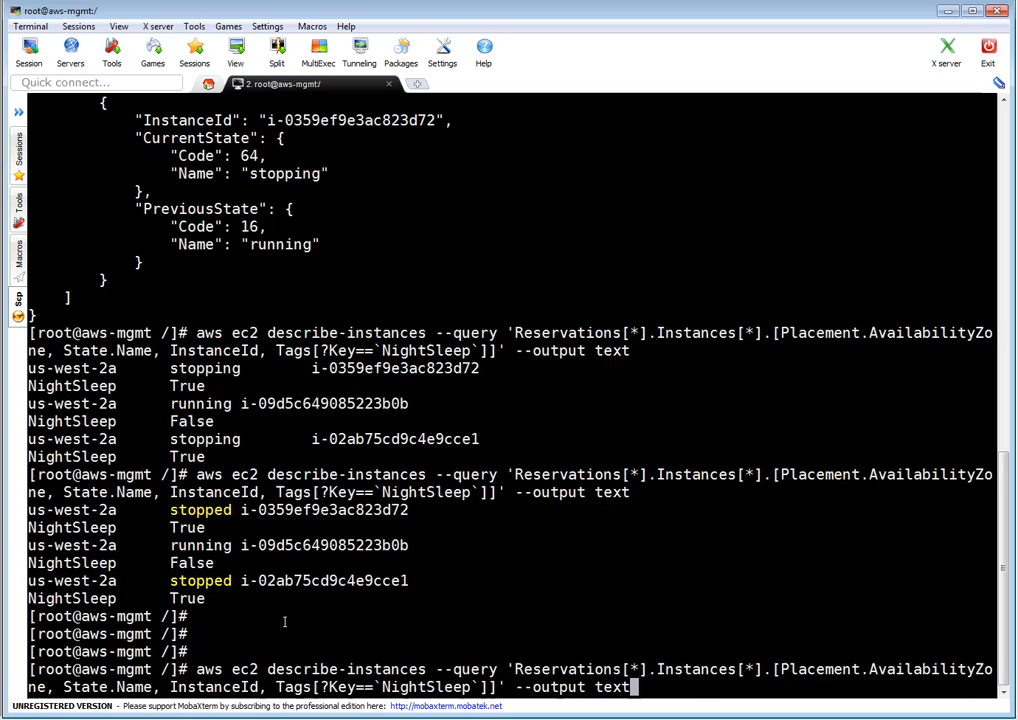 root@aws-mgmt:/
Terminal Sessions View X server Tools Games Settings Macros Help
Session Servers Tools Games Sessions View Split MultiExec Tunneling Packages Settings Help X server Exit
Quick connect...
2. root@aws-mgmt:/
Sessions
Tools
Macros
Scp
{
"InstanceId": "i-0359ef9e3ac823d72",
"CurrentState": {
"Code": 64,
"Name": "stopping"
},
"PreviousState": {
"Code": 16,
"Name": "running"
}
}
]
}
[root@aws-mgmt /]# aws ec2 describe-instances --query 'Reservations[*].Instances[*].[Placement.AvailabilityZo
ne, State.Name, InstanceId, Tags[?Key==`NightSleep`]]' --output text
us-west-2a stopping i-0359ef9e3ac823d72
NightSleep True
us-west-2a running i-09d5c649085223b0b
NightSleep False
us-west-2a stopping i-02ab75cd9c4e9cce1
NightSleep True
[root@aws-mgmt /]# aws ec2 describe-instances --query 'Reservations[*].Instances[*].[Placement.AvailabilityZo
ne, State.Name, InstanceId, Tags[?Key==`NightSleep`]]' --output text
us-west-2a stopped i-0359ef9e3ac823d72
NightSleep True
us-west-2a running i-09d5c649085223b0b
NightSleep False
us-west-2a stopped i-02ab75cd9c4e9cce1
NightSleep True
[root@aws-mgmt /]#
[root@aws-mgmt /]#
[root@aws-mgmt /]#
[root@aws-mgmt /]# aws ec2 describe-instances --query 'Reservations[*].Instances[*].[Placement.AvailabilityZo
ne, State.Name, InstanceId, Tags[?Key==`NightSleep`]]' --output text
UNREGISTERED VERSION - Please support MobaXterm by subscribing to the professional edition here: http://mobaxterm.mobatek.net